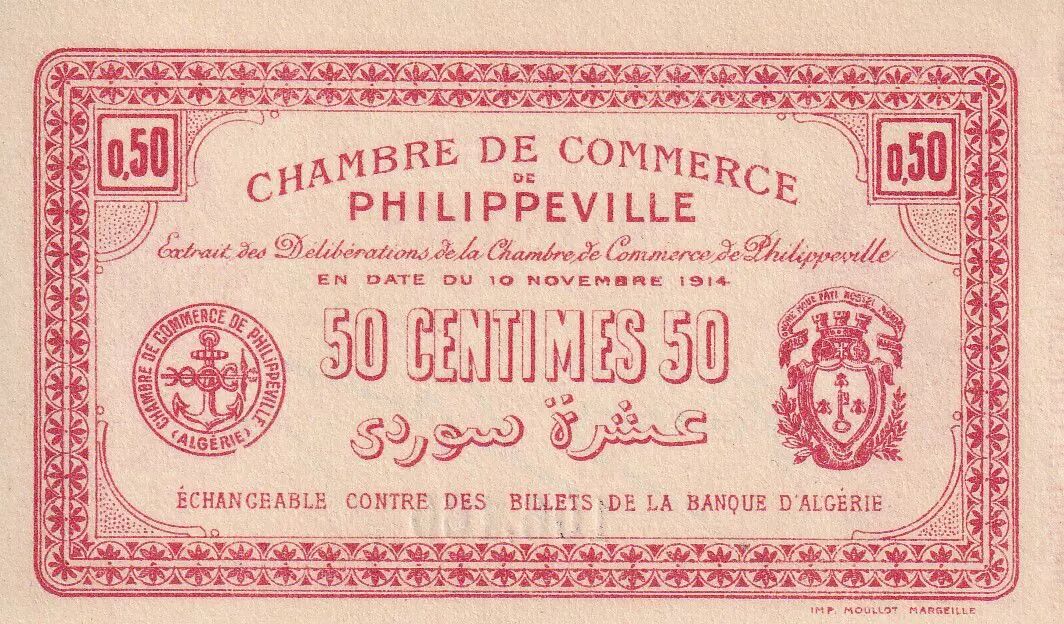 0,50
0,50
CHAMBRE DE COMMERCE
DE
PHILIPPEVILLE
Extrait des Délibérations de la Chambre de Commerce de Philippeville
EN DATE DU 10 NOVEMBRE 1914
CHAMBRE DE COMMERCE DE PHILIPPEVILLE
(ALGÉRIE)
50 CENTIMES 50
عشرة سوردي
ÉCHANGEABLE CONTRE DES BILLETS DE LA BANQUE D'ALGÉRIE
IMP. MOULLOT MARSEILLE